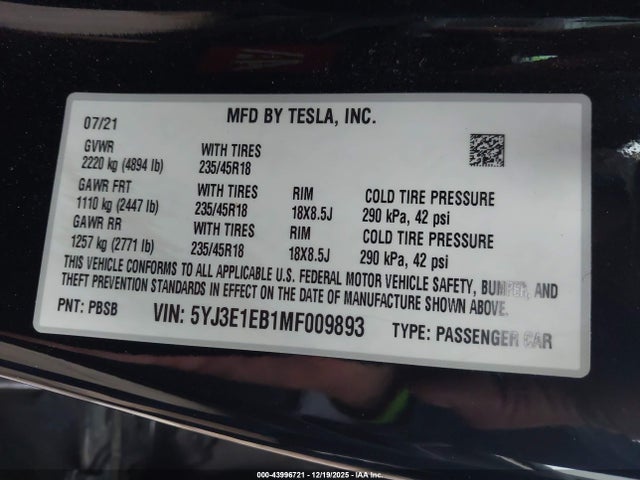 MFD BY TESLA, INC.
07/21
GVWR WITH TIRES
2220 kg (4894 lb) 235/45R18
GAWR FRT WITH TIRES RIM COLD TIRE PRESSURE
1110 kg (2447 lb) 235/45R18 18X8.5J 290 kPa, 42 psi
GAWR RR WITH TIRES RIM COLD TIRE PRESSURE
1257 kg (2771 lb) 235/45R18 18X8.5J 290 kPa, 42 psi
THIS VEHICLE CONFORMS TO ALL APPLICABLE U.S. FEDERAL MOTOR VEHICLE SAFETY, BUMPER, AND
THEFT PREVENTION STANDARDS IN EFFECT ON THE DATE OF MANUFACTURE SHOWN ABOVE.
PNT: PBSB VIN: 5YJ3E1EB1MF009893 TYPE: PASSENGER CAR
000-43996721 - 12/19/2025 - IAA Inc.